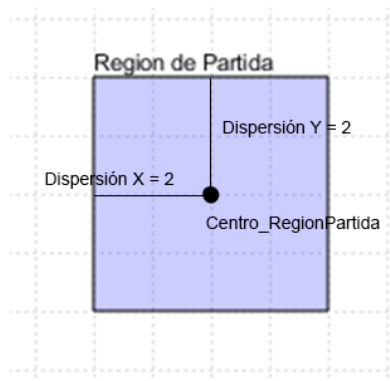 Region de Partida
Dispersión Y = 2
Dispersión X = 2
Centro_RegionPartida